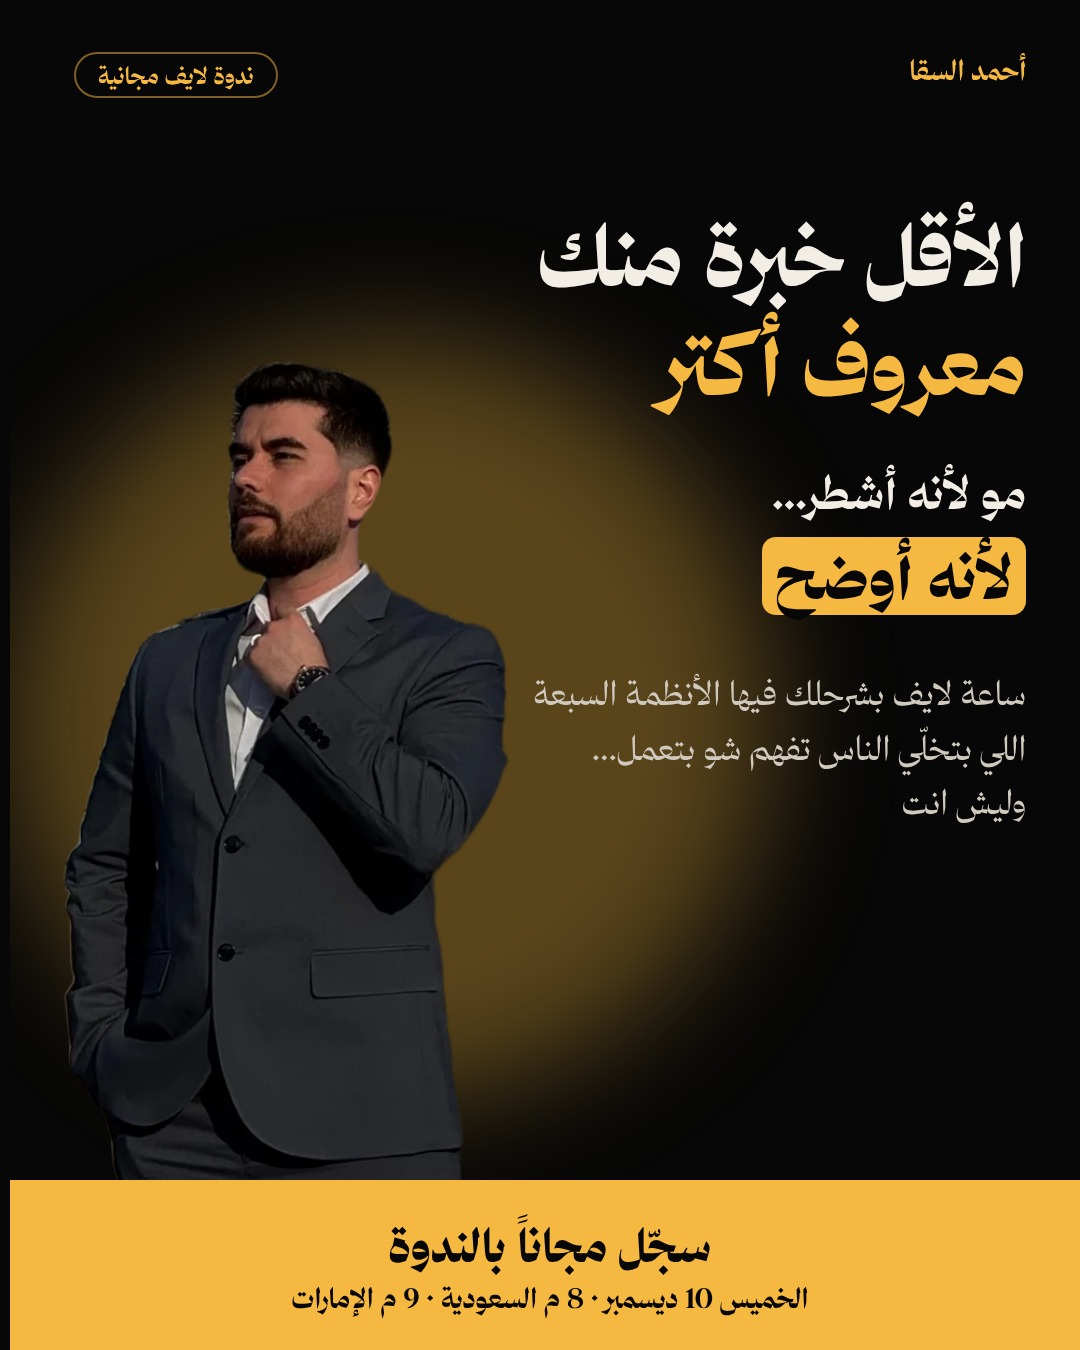 أحمد السقا
ندوة لايف مجانية
الأقل خبرة منك
معروف أكتر
مو لأنه أشطر...
لأنه أوضح
ساعة لايف بشرحلك فيها الأنظمة السبعة
اللي بتخلّي الناس تفهم شو بتعمل...
وليش انت
سجّل مجاناً بالندوة
الخميس 10 ديسمبر · 8 م السعودية · 9 م الإمارات